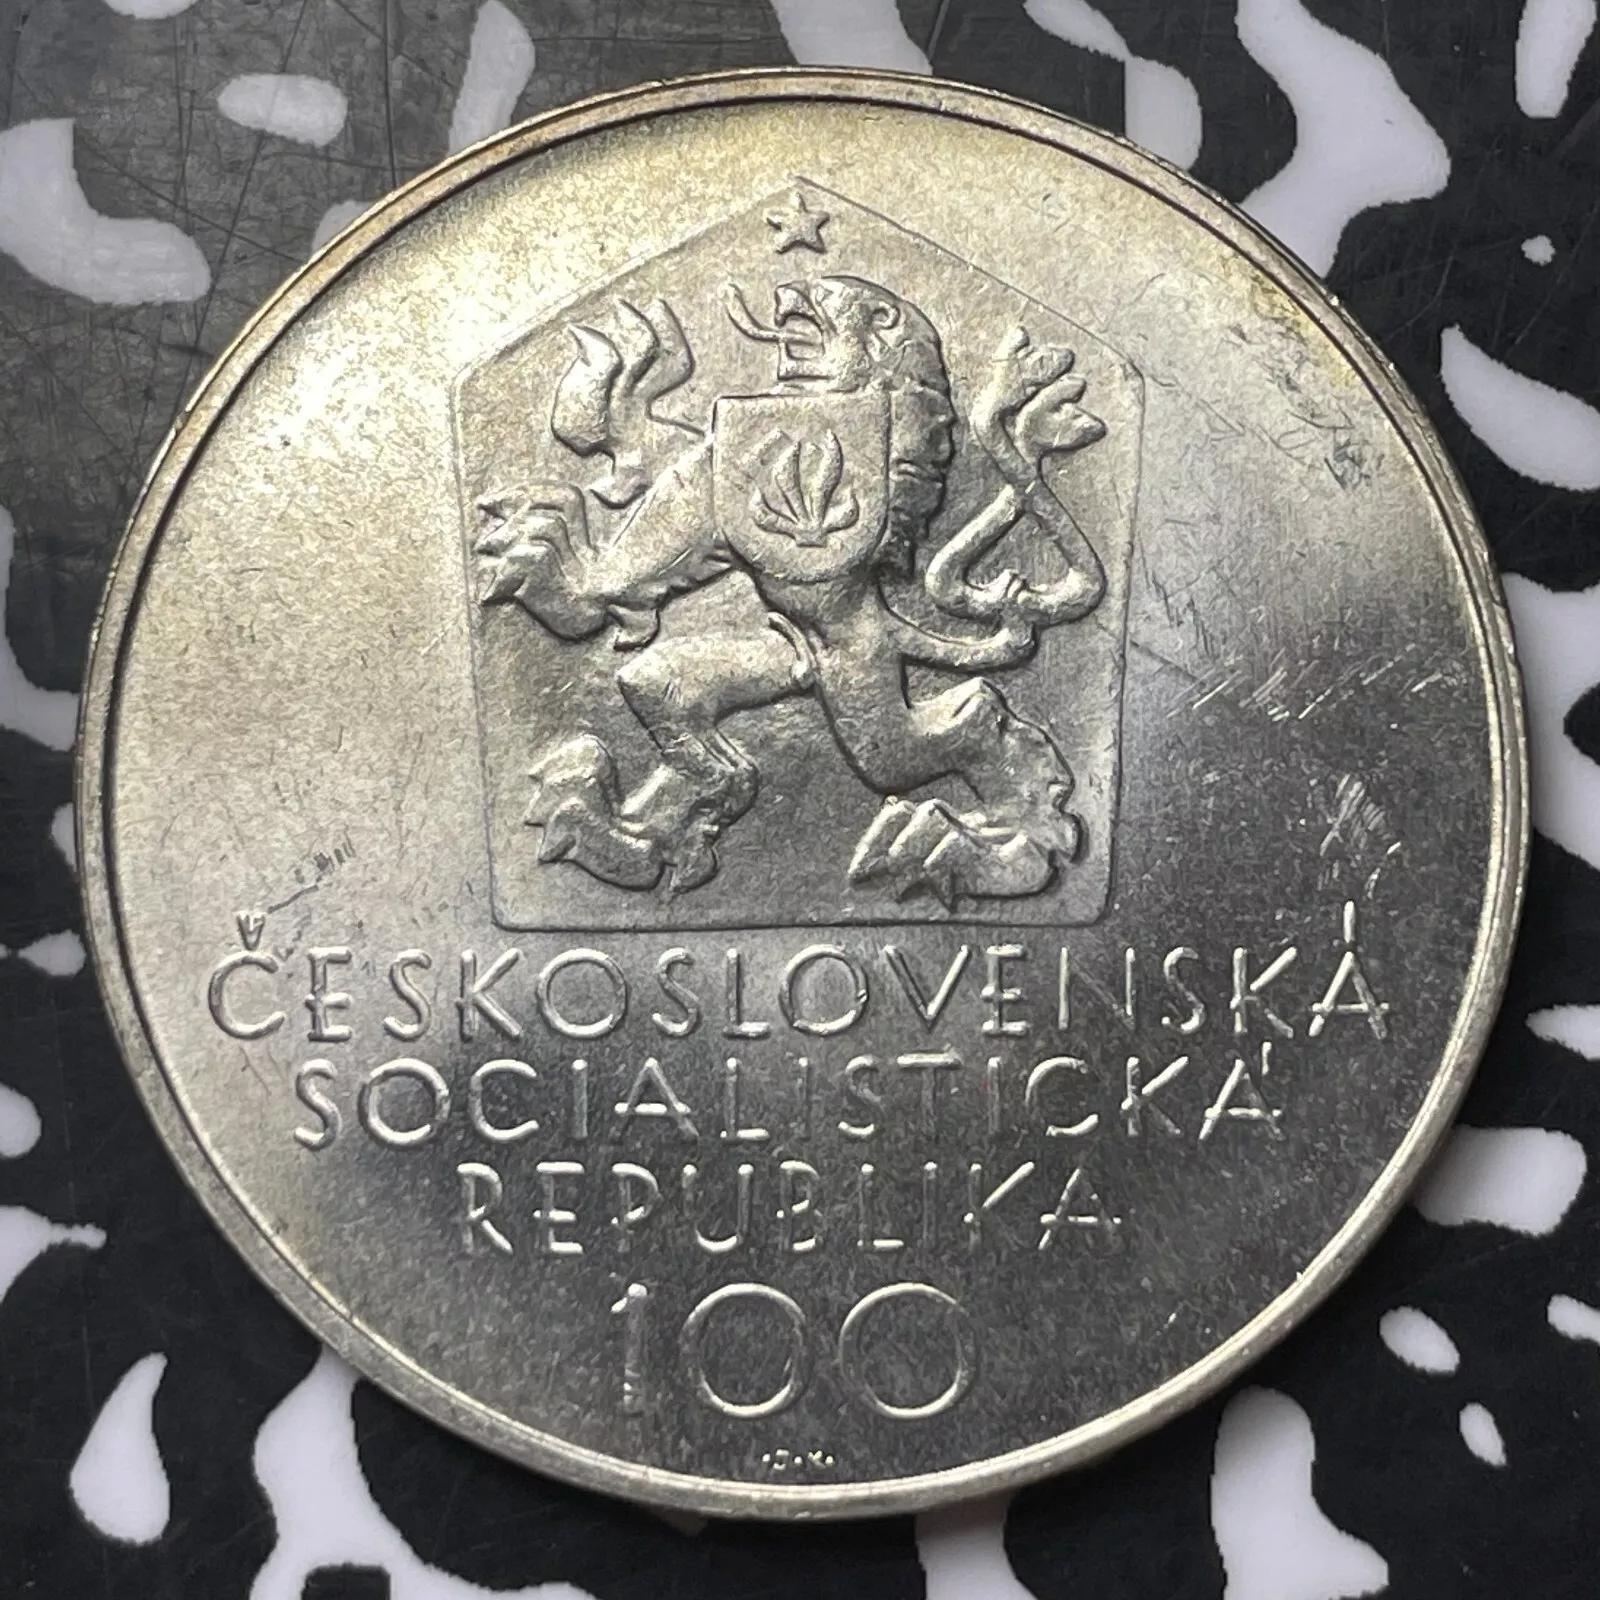 ČESKOSLOVENSKÁ
SOCIALISTICKÁ
REPUBLIKA
100
•J•K•